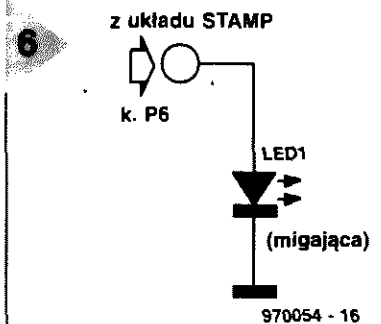 6
z układu STAMP
k. P6
LED1
(migająca)
970054 - 16